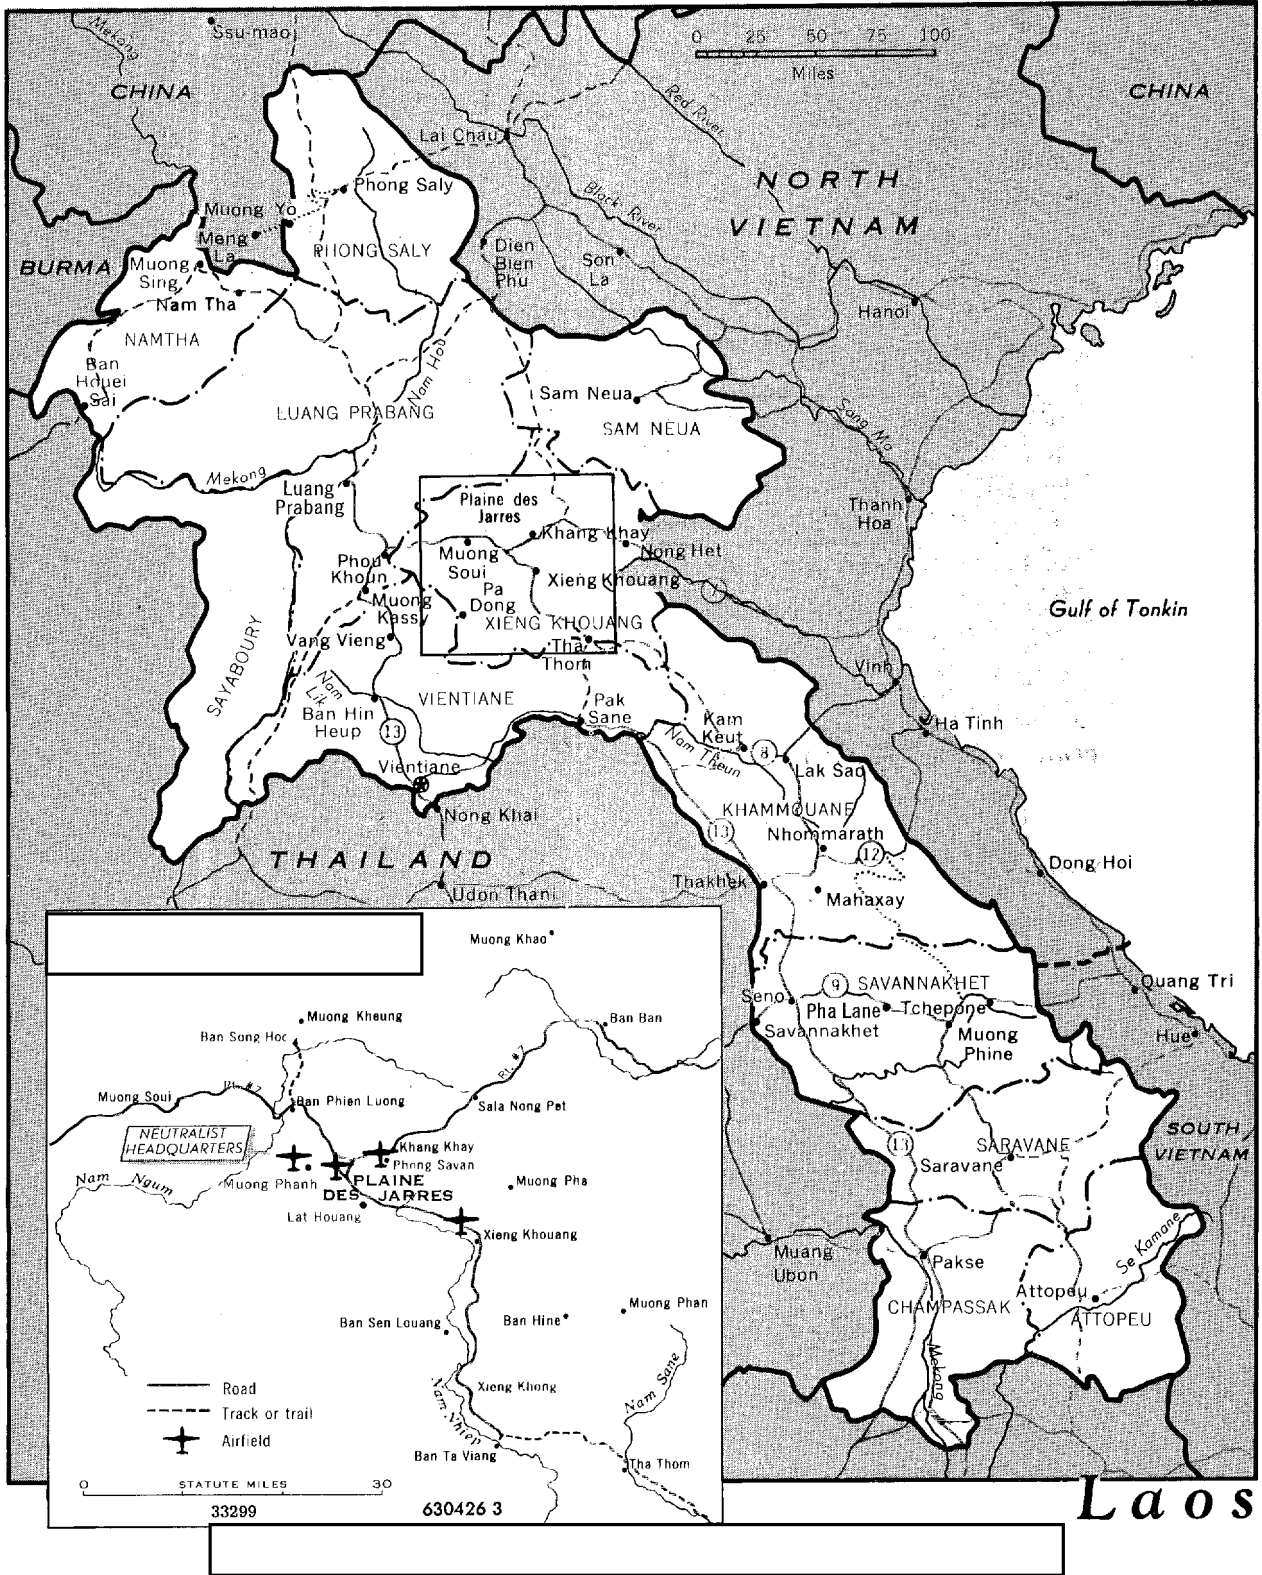 Mekong
Ssu-mao
0 25 50 75 100
Miles
CHINA
CHINA
Red River
Lai Chau
NORTH
VIETNAM
Phong Saly
Black River
Muong Yo
Meng
La
PHONG SALY
Dien
Bien
Phu
Son
La
BURMA
Muong
Sing
Nam Tha
Hanoi
NAMTHA
Nam Hou
Ban
Houei
Sai
Sam Neua
LUANG PRABANG
SAM NEUA
Song Ma
Mekong
Luang
Prabang
Plaine des
Jarres
Thanh
Hoa
Khang Khay
Nong Het
Phou
Khoun
Muong
Soui
Xieng Khouang
7
Pa
Dong
Muong
Kassy
Gulf of Tonkin
XIENG KHOUANG
Vang Vieng
Tha
Thom
SAYABOURY
Vinh
Nam
Lik
VIENTIANE
Pak
Sane
Ban Hin
Heup
13
Kam
Keut
Ha Tinh
Nam Theun
8
Lak Sao
Vientiane
Nong Khai
KHAMMOUANE
13
Nhommarath
12
THAILAND
Dong Hoi
Udon Thani
Thakhek
Mahaxay
Muong Khao
Quang Tri
9
SAVANNAKHET
Seno
Pha Lane
Tchepone
Savannakhet
Muong
Phine
Hue
Muong Kheung
Ban Ban
Ban Song Hoc
Rt. #7
Rt. #7
Muong Soui
Ban Phien Luong
Sala Nong Pet
NEUTRALIST
HEADQUARTERS
Khang Khay
Phong Savan
SOUTH
VIETNAM
13
SARAVANE
Saravane
Nam Ngum
Muong Phanh
PLAINE
DES JARRES
Muong Pha
Lat Houang
Xieng Khouang
Muang
Ubon
Pakse
Se Kamane
Attopeu
CHAMPASSAK
ATTOPEU
Muong Phan
Ban Sen Louang
Ban Hine
Mekong
Nam Sane
Road
Xieng Khong
Track or trail
Nam Nhiep
Airfield
Ban Ta Viang
Tha Thom
0 STATUTE MILES 30
33299
630426 3
Laos